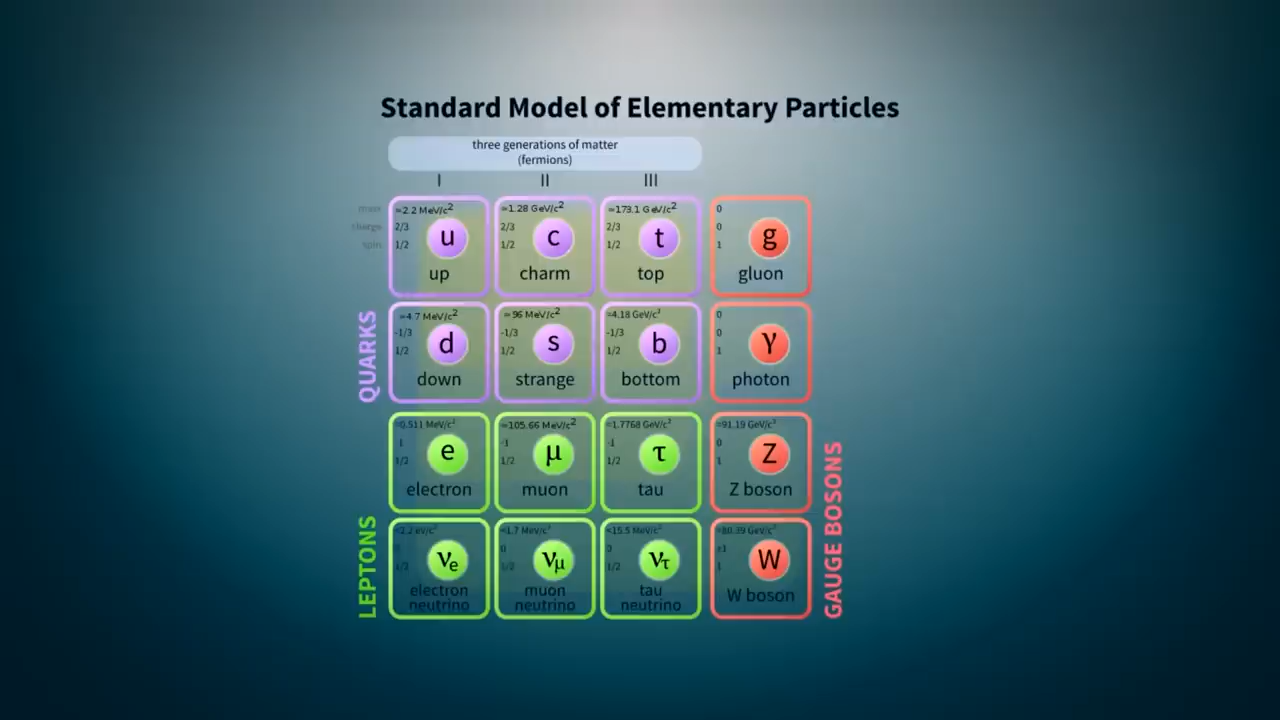 Standard Model of Elementary Particles
three generations of matter
(fermions)
I II III
mass
charge
spin
≈2.2 MeV/c²
2/3
1/2
u
up
≈1.28 GeV/c²
2/3
1/2
c
charm
≈173.1 GeV/c²
2/3
1/2
t
top
0
0
1
g
gluon
QUARKS
≈4.7 MeV/c²
-1/3
1/2
d
down
≈96 MeV/c²
-1/3
1/2
s
strange
≈4.18 GeV/c²
-1/3
1/2
b
bottom
0
0
1
γ
photon
≈0.511 MeV/c²
-1
1/2
e
electron
≈105.66 MeV/c²
-1
1/2
μ
muon
≈1.7768 GeV/c²
-1
1/2
τ
tau
≈91.19 GeV/c²
0
1
Z
Z boson
GAUGE BOSONS
LEPTONS
<2.2 eV/c²
0
1/2
νe
electron
neutrino
<1.7 MeV/c²
0
1/2
νμ
muon
neutrino
<15.5 MeV/c²
0
1/2
ντ
tau
neutrino
≈80.39 GeV/c²
±1
1
W
W boson